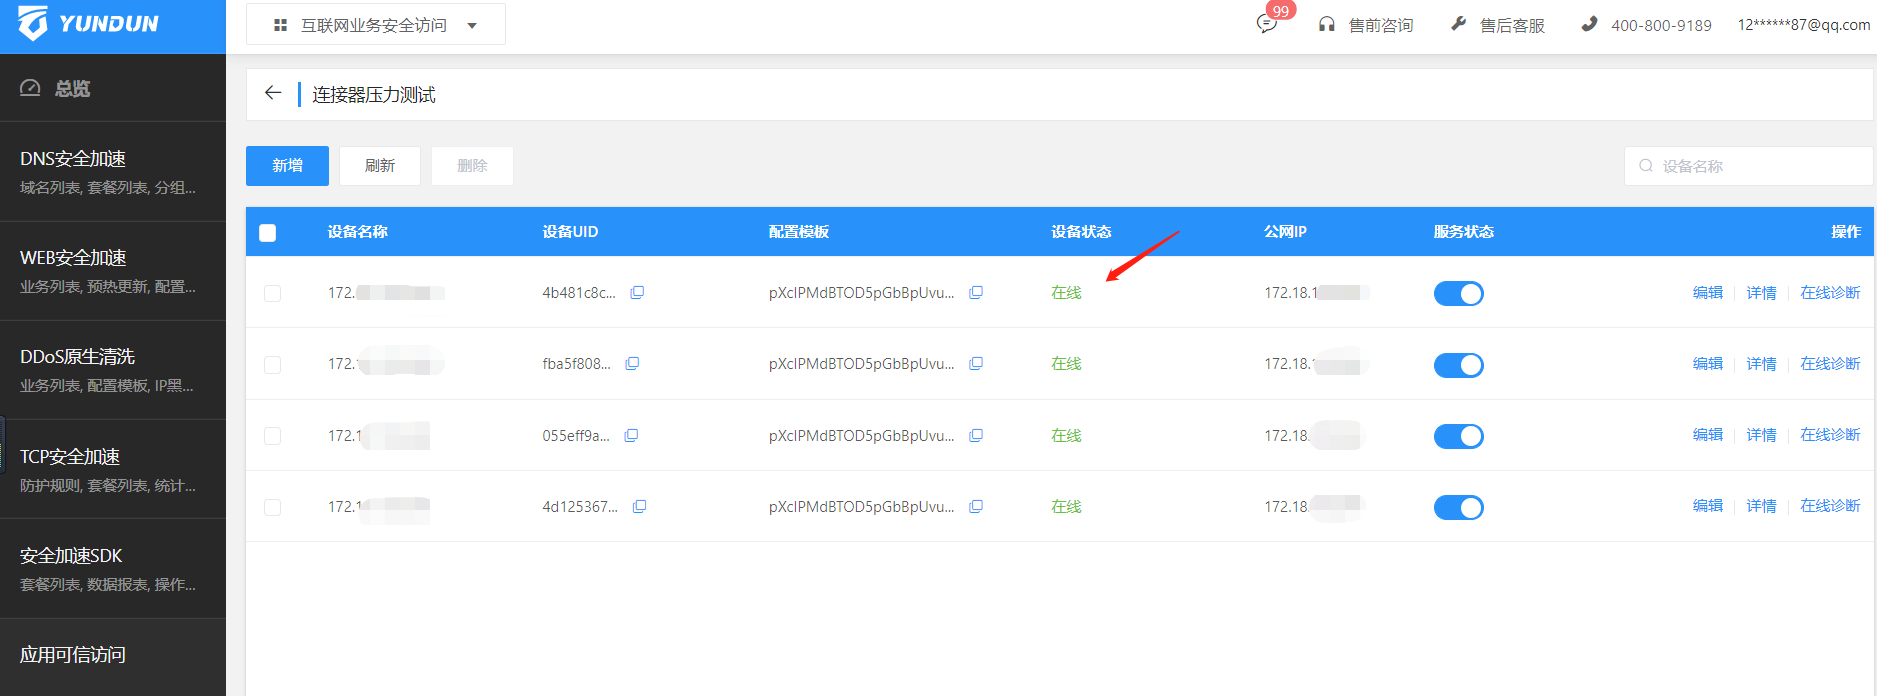 YUNDUN
互联网业务安全访问
99
售前咨询
售后客服
400-800-9189
12******87@qq.com
总览
DNS安全加速
域名列表, 套餐列表, 分组...
WEB安全加速
业务列表, 预热更新, 配置...
DDoS原生清洗
业务列表, 配置模板, IP黑...
TCP安全加速
防护规则, 套餐列表, 统计...
安全加速SDK
套餐列表, 数据报表, 操作...
应用可信访问
连接器压力测试
新增 刷新 删除 设备名称
设备名称 设备UID 配置模板 设备状态 公网IP 服务状态 操作
172. 4b481c8c... pXcIPMdBTOD5pGbBpUvu... 在线 172.18.1 编辑 详情 在线诊断
172. fba5f808... pXcIPMdBTOD5pGbBpUvu... 在线 172.18. 编辑 详情 在线诊断
172.1 055eff9a... pXcIPMdBTOD5pGbBpUvu... 在线 172.18. 编辑 详情 在线诊断
172. 4d125367... pXcIPMdBTOD5pGbBpUvu... 在线 172.18. 编辑 详情 在线诊断